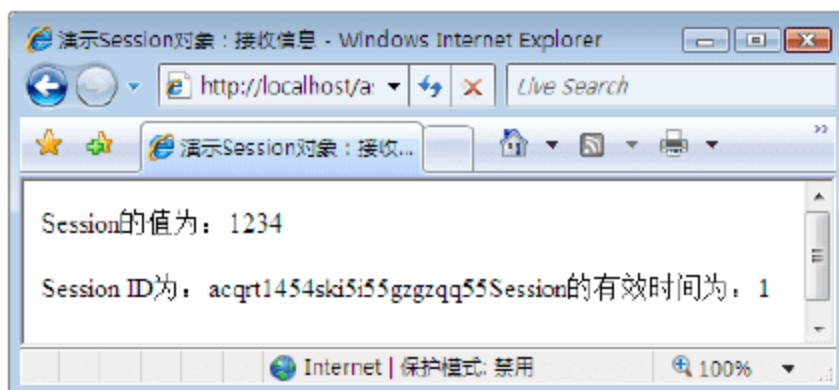 演示Session对象：接收信息 - Windows Internet Explorer
http://localhost/a
Live Search
演示Session对象：接收...
Session的值为：1234
Session ID为：acqrt1454ski5i55gzgzqq55Session的有效时间为：1
Internet | 保护模式: 禁用
100%